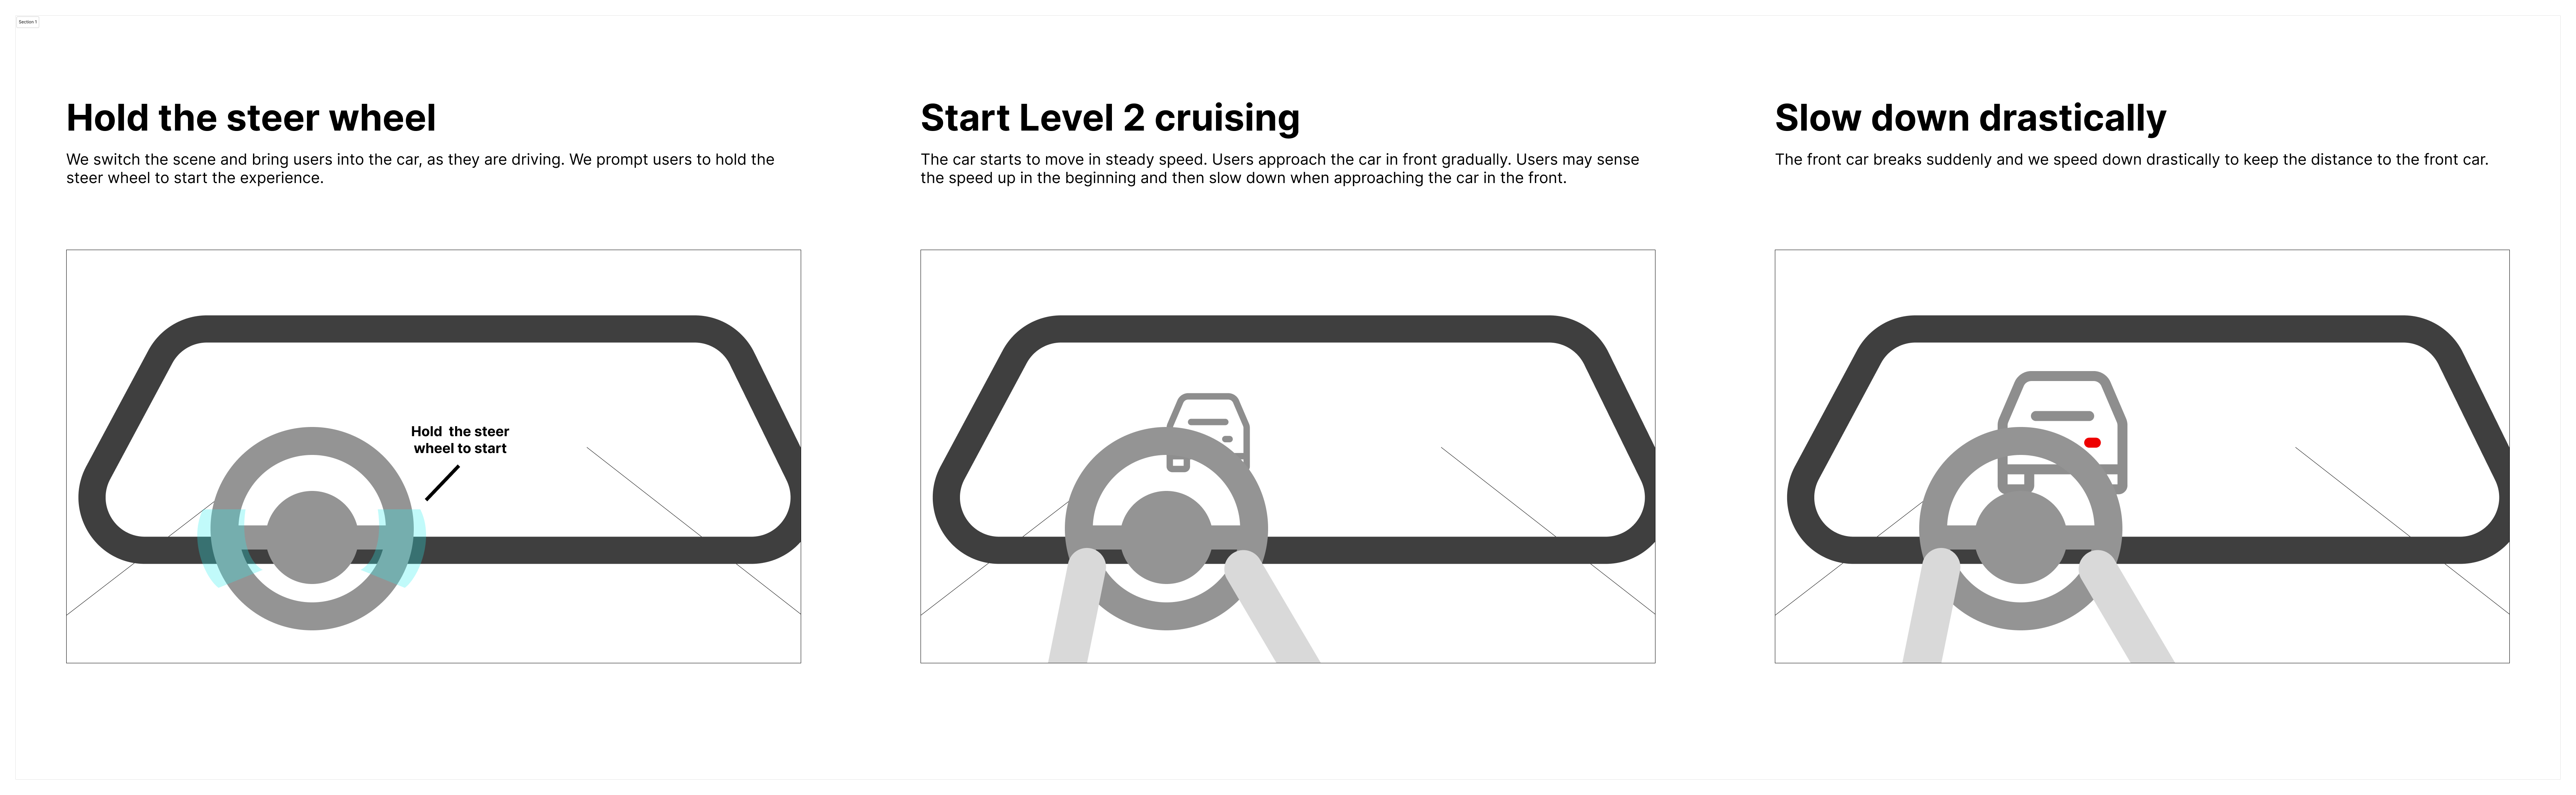 Section 1
Hold the steer wheel
We switch the scene and bring users into the car, as they are driving. We prompt users to hold the
steer wheel to start the experience.
Hold  the steer
wheel to start
Start Level 2 cruising
The car starts to move in steady speed. Users approach the car in front gradually. Users may sense
the speed up in the beginning and then slow down when approaching the car in the front.
Slow down drastically
The front car breaks suddenly and we speed down drastically to keep the distance to the front car.